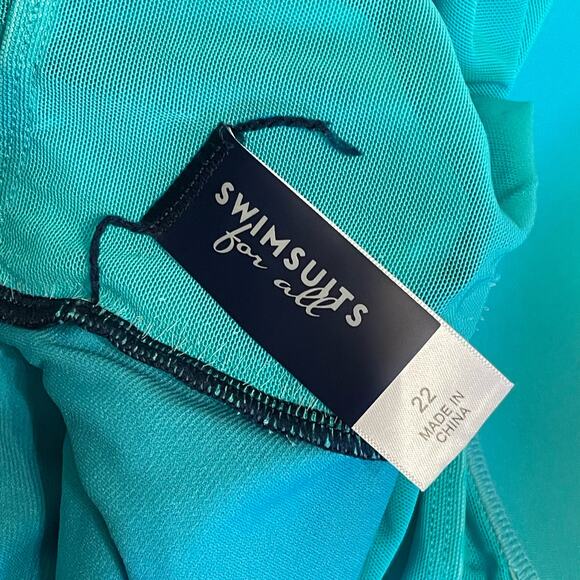 SWIMSUITS
for all
22
MADE IN
CHINA